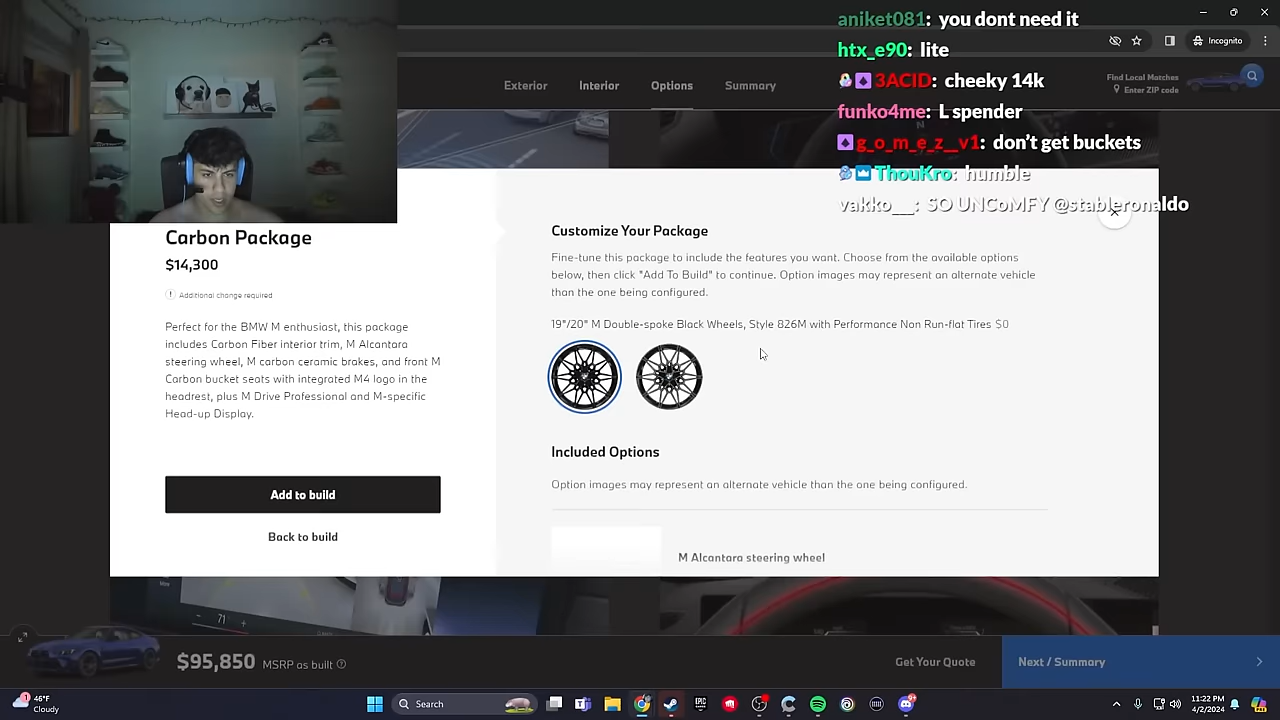 aniket081: you dont need it
htx_e90: lite
3ACID: cheeky 14k
funko4me: L spender
g_o_m_e_z__v1: don't get buckets
ThouKro: humble
vakko___: SO UNCoMFY @stableronaldo
Incognito
Exterior
Interior
Options
Summary
Find Local Matches
Enter ZIP code
Carbon Package
$14,300
! Additional change required
Perfect for the BMW M enthusiast, this package
includes Carbon Fiber interior trim, M Alcantara
steering wheel, M carbon ceramic brakes, and front M
Carbon bucket seats with integrated M4 logo in the
headrest, plus M Drive Professional and M-specific
Head-up Display.
Add to build
Back to build
Customize Your Package
Fine-tune this package to include the features you want. Choose from the available options
below, then click "Add To Build" to continue. Option images may represent an alternate vehicle
than the one being configured.
19"/20" M Double-spoke Black Wheels, Style 826M with Performance Non Run-flat Tires $0
Included Options
Option images may represent an alternate vehicle than the one being configured.
M Alcantara steering wheel
- 71 +
$95,850 MSRP as built
Get Your Quote
Next / Summary
1
46°F
Cloudy
Search
EPIC
9+
11:22 PM
4/2/2024